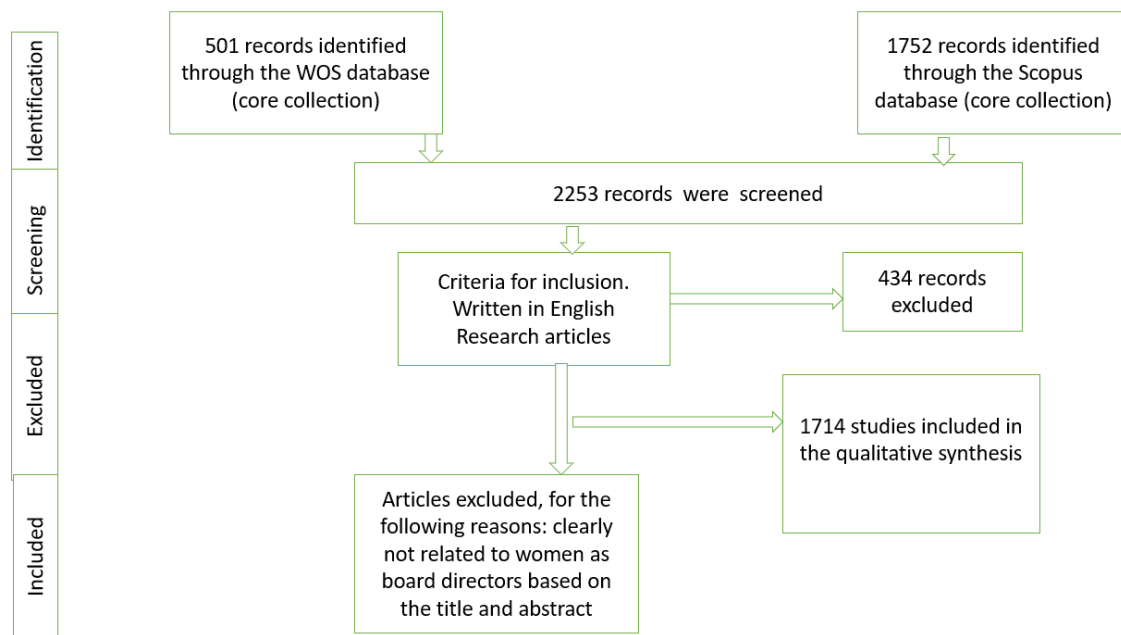 Identification
501 records identified
through the WOS database
(core collection)
1752 records identified
through the Scopus
database (core collection)
Screening
2253 records were screened
Criteria for inclusion.
Written in English
Research articles
434 records
excluded
Excluded
1714 studies included in
the qualitative synthesis
Included
Articles excluded, for the
following reasons: clearly
not related to women as
board directors based on
the title and abstract